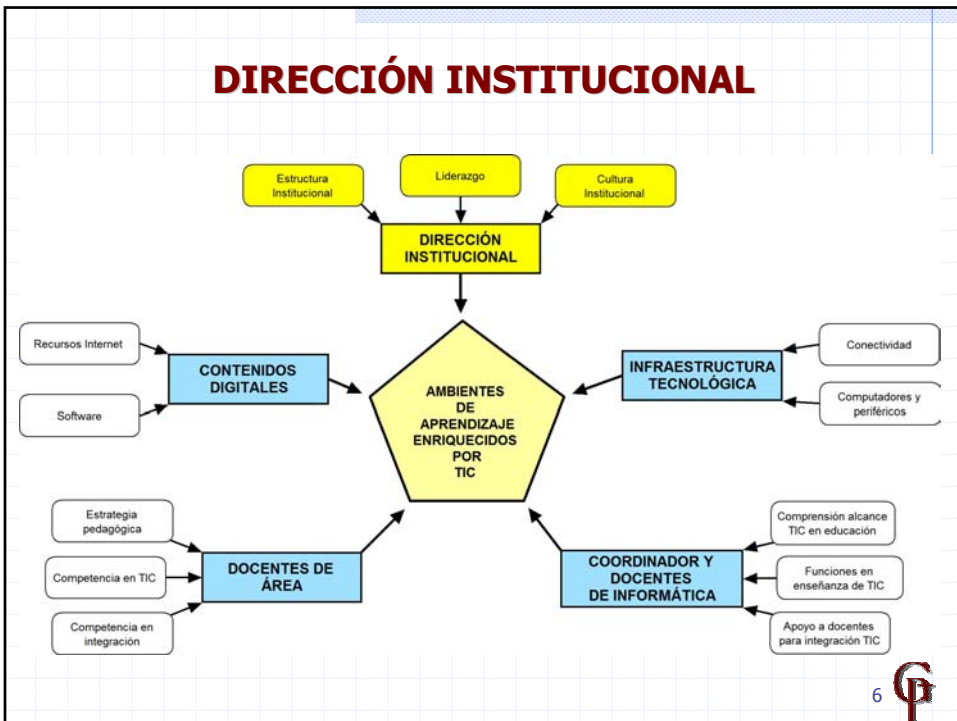 DIRECCIÓN INSTITUCIONAL
Estructura
Institucional
Liderazgo
Cultura
Institucional
DIRECCIÓN
INSTITUCIONAL
Recursos Internet
Software
CONTENIDOS
DIGITALES
AMBIENTES
DE
APRENDIZAJE
ENRIQUECIDOS
POR
TIC
INFRAESTRUCTURA
TECNOLÓGICA
Conectividad
Computadores y
periféricos
Estrategia
pedagógica
Competencia en TIC
Competencia en
integración
DOCENTES DE
ÁREA
COORDINADOR Y
DOCENTES
DE INFORMÁTICA
Comprensión alcance
TIC en educación
Funciones en
enseñanza de TIC
Apoyo a docentes
para integración TIC
6